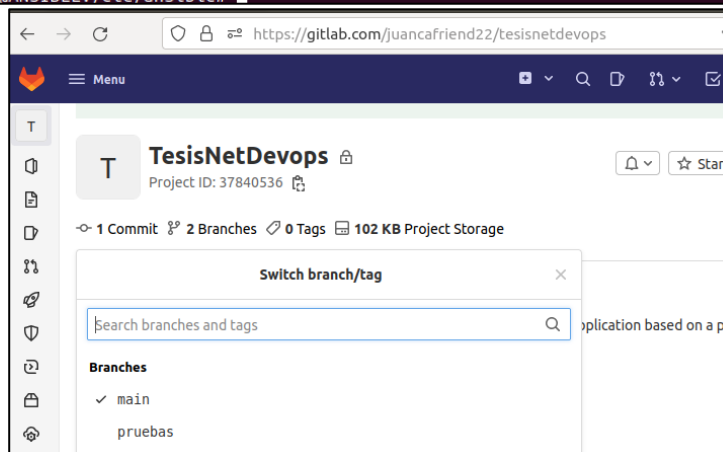 https://gitlab.com/juancafriend22/tesisnetdevops
Menu
T
T
TesisNetDevops
Project ID: 37840536
1 Commit 2 Branches 0 Tags 102 KB Project Storage
Switch branch/tag
Search branches and tags
plication based on a p
Branches
main
pruebas